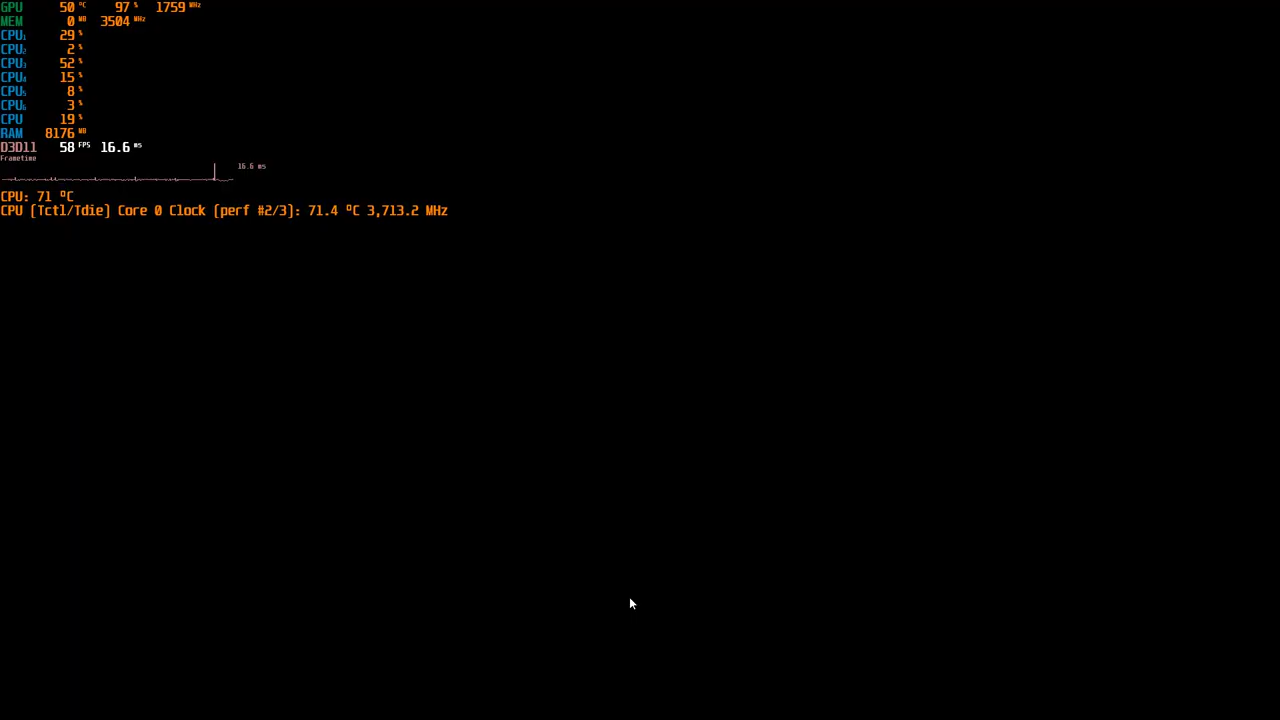 GPU 50 °C 97 % 1759 MHz
MEM 0 MB 3504 MHz
CPU1 29 %
CPU2 2 %
CPU3 52 %
CPU4 15 %
CPU5 8 %
CPU6 3 %
CPU 19 %
RAM 8176 MB
D3D11 58 FPS 16.6 ms
Frametime
16.6 ms
CPU: 71 °C
CPU [Tctl/Tdie] Core 0 Clock (perf #2/3): 71.4 °C 3,713.2 MHz